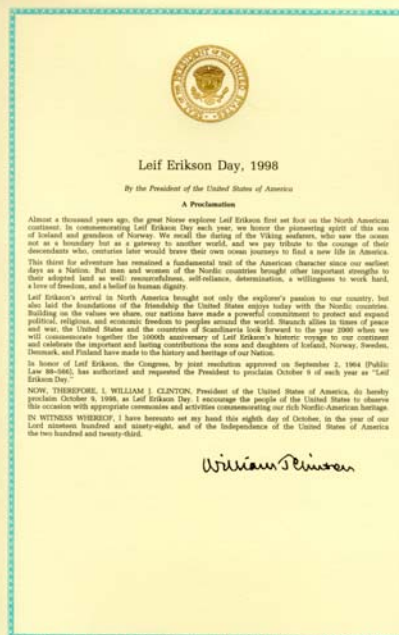 SEAL OF THE PRESIDENT OF THE UNITED STATES
Leif Erikson Day, 1998
By the President of the United States of America
A Proclamation
Almost a thousand years ago, the great Norse explorer Leif Erikson first set foot on the North American
continent. In commemorating Leif Erikson Day each year, we honor the pioneering spirit of this son
of Iceland and grandson of Norway. We recall the daring of the Viking seafarers, who saw the ocean
not as a boundary but as a gateway to another world, and we pay tribute to the courage of their
descendants who, centuries later would brave their own ocean journeys to find a new life in America.
This thirst for adventure has remained a fundamental trait of the American character since our earliest
days as a Nation. But men and women of the Nordic countries brought other important strengths to
their adopted land as well: resourcefulness, self-reliance, determination, a willingness to work hard,
a love of freedom, and a belief in human dignity.
Leif Erikson's arrival in North America brought not only the explorer's passion to our country, but
also laid the foundations of the friendship the United States enjoys today with the Nordic countries.
Building on the values we share, our nations have made a powerful commitment to protect and expand
political, religious, and economic freedom to peoples around the world. Staunch allies in times of peace
and war, the United States and the countries of Scandinavia look forward to the year 2000 when we
will commemorate together the 1000th anniversary of Leif Erikson's historic voyage to our continent
and celebrate the important and lasting contributions the sons and daughters of Iceland, Norway, Sweden,
Denmark, and Finland have made to the history and heritage of our Nation.
In honor of Leif Erikson, the Congress, by joint resolution approved on September 2, 1964 (Public
Law 88-566), has authorized and requested the President to proclaim October 9 of each year as "Leif
Erikson Day."
NOW, THEREFORE, I, WILLIAM J. CLINTON, President of the United States of America, do hereby
proclaim October 9, 1998, as Leif Erikson Day. I encourage the people of the United States to observe
this occasion with appropriate ceremonies and activities commemorating our rich Nordic-American heritage.
IN WITNESS WHEREOF, I have hereunto set my hand this eighth day of October, in the year of our
Lord nineteen hundred and ninety-eight, and of the Independence of the United States of America
the two hundred and twenty-third.
William J Clinton